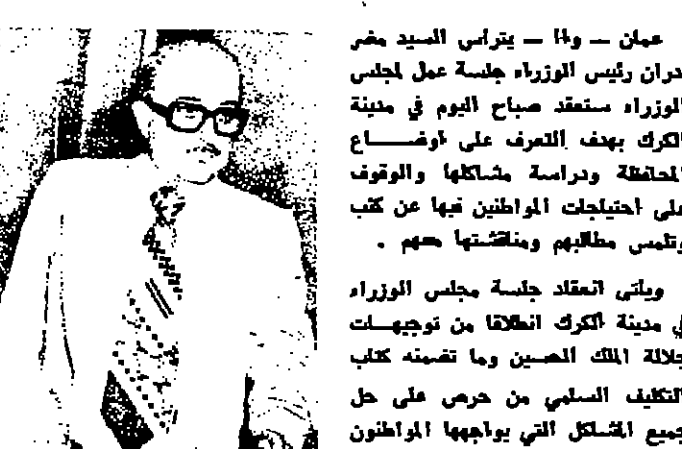 عمان ـ وفا ـ يتراس السيد مضر
بدران رئيس الوزراء جلسة عمل لمجلس
الوزراء ستعقد صباح اليوم في مدينة
الكرك بهدف التعرف على اوضـــاع
المحافظة ودراسة مشاكلها والوقوف
على احتياجات المواطنين فيها عن كثب
وتلمس مطالبهم ومناقشتها معهم .
ويأتي انعقاد جلسة مجلس الوزراء
في مدينة الكرك انطلاقا من توجيهـات
جلالة الملك الحسين وما تضمنه كتاب
التكليف السامي من حرص على حل
جميع المشاكل التي يواجهها المواطنون